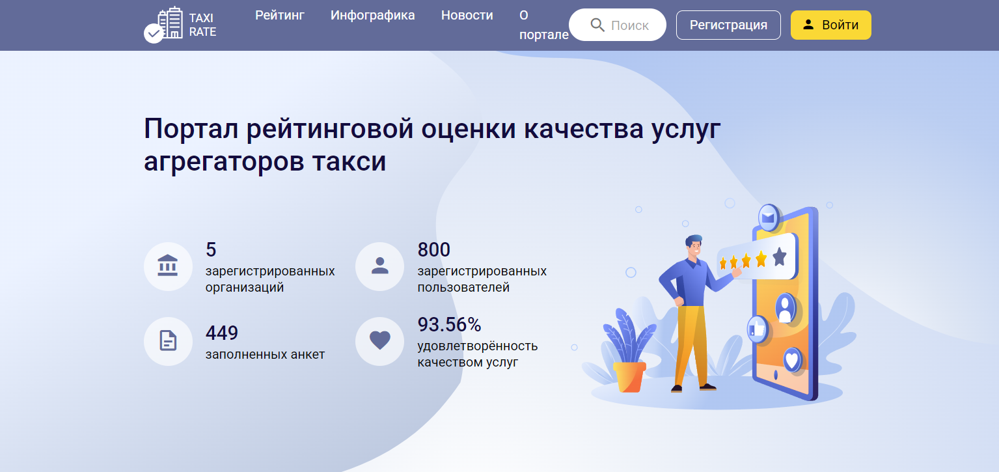 TAXI
RATE
Рейтинг
Инфографика
Новости
О
портале
Поиск
Регистрация
Войти
Портал рейтинговой оценки качества услуг
агрегаторов такси
5
зарегистрированных
организаций
800
зарегистрированных
пользователей
449
заполненных анкет
93.56%
удовлетворённость
качеством услуг